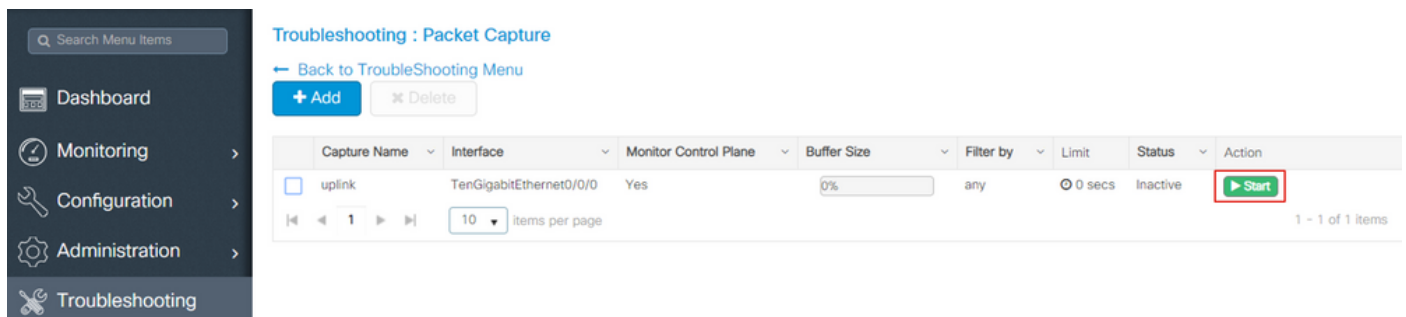 Search Menu Items
Dashboard
Monitoring
Configuration
Administration
Troubleshooting
Troubleshooting : Packet Capture
← Back to TroubleShooting Menu
+ Add
✖ Delete
Capture Name Interface Monitor Control Plane Buffer Size Filter by Limit Status Action
uplink TenGigabitEthernet0/0/0 Yes 0% any 0 secs Inactive Start
1 10 items per page 1 - 1 of 1 items